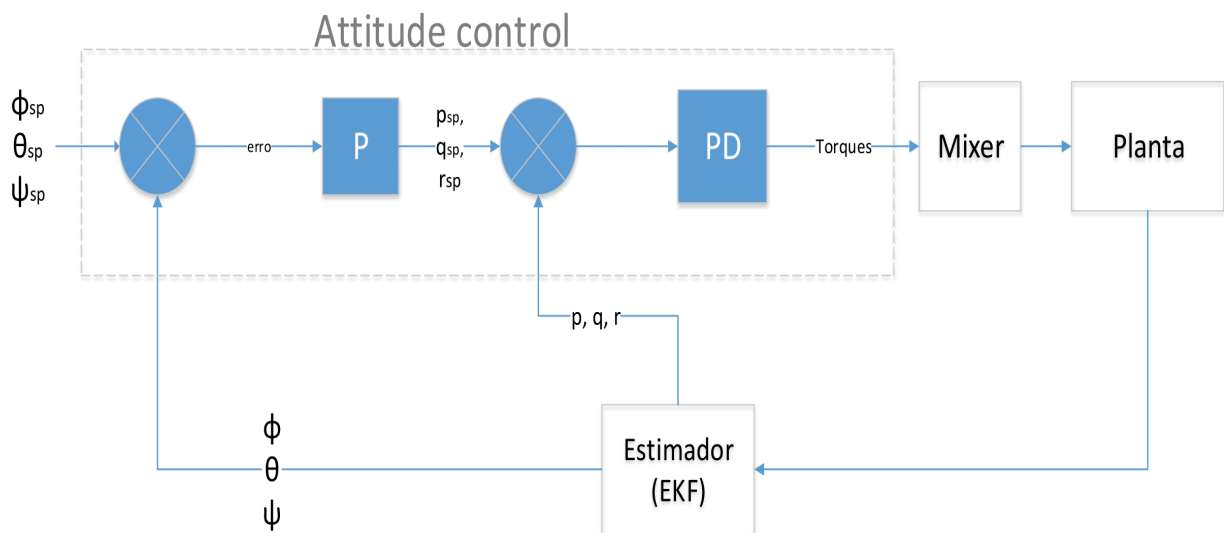 Attitude control
ϕsp
θsp
ψsp
erro
P
psp,
qsp,
rsp
PD
Torques
Mixer
Planta
p, q, r
ϕ
θ
ψ
Estimador
(EKF)